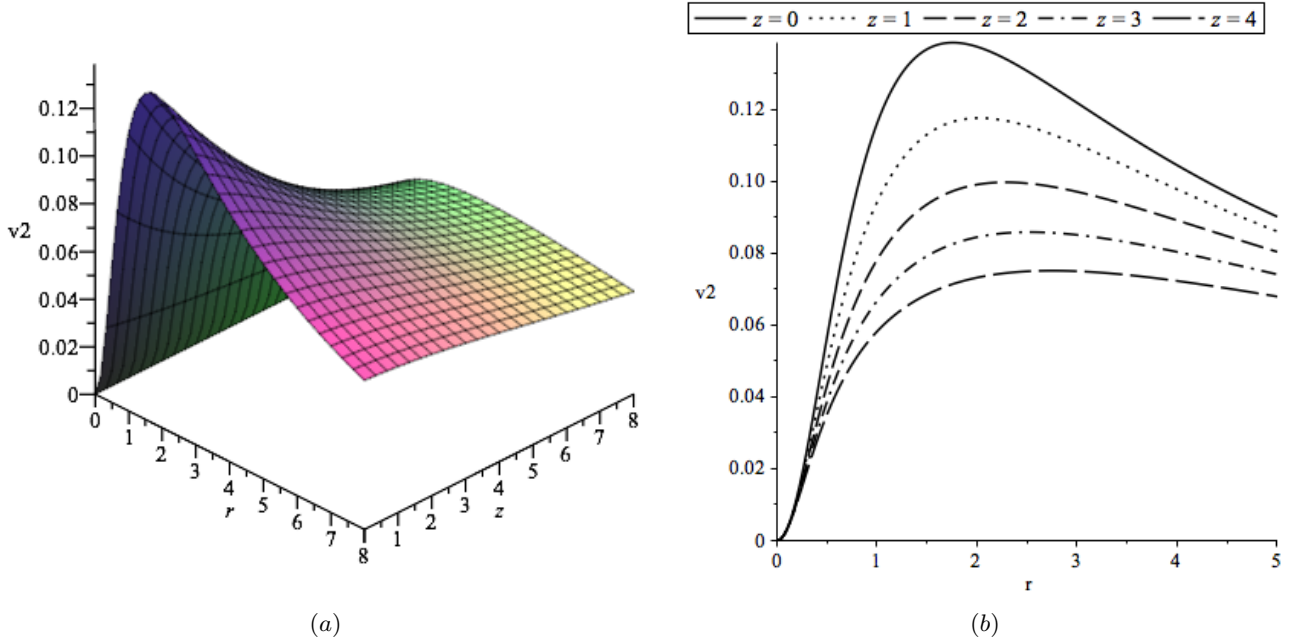 z = 0 z = 1 z = 2 z = 3 z = 4
0.12
0.10
0.08
v2
0.06
0.04
0.02
0
0 1 2 3 4 5 6 7 8
r
1 2 3 4 5 6 7 8
z
(a)
0.12
0.10
0.08
v2
0.06
0.04
0.02
0
0 1 2 3 4 5
r
(b)